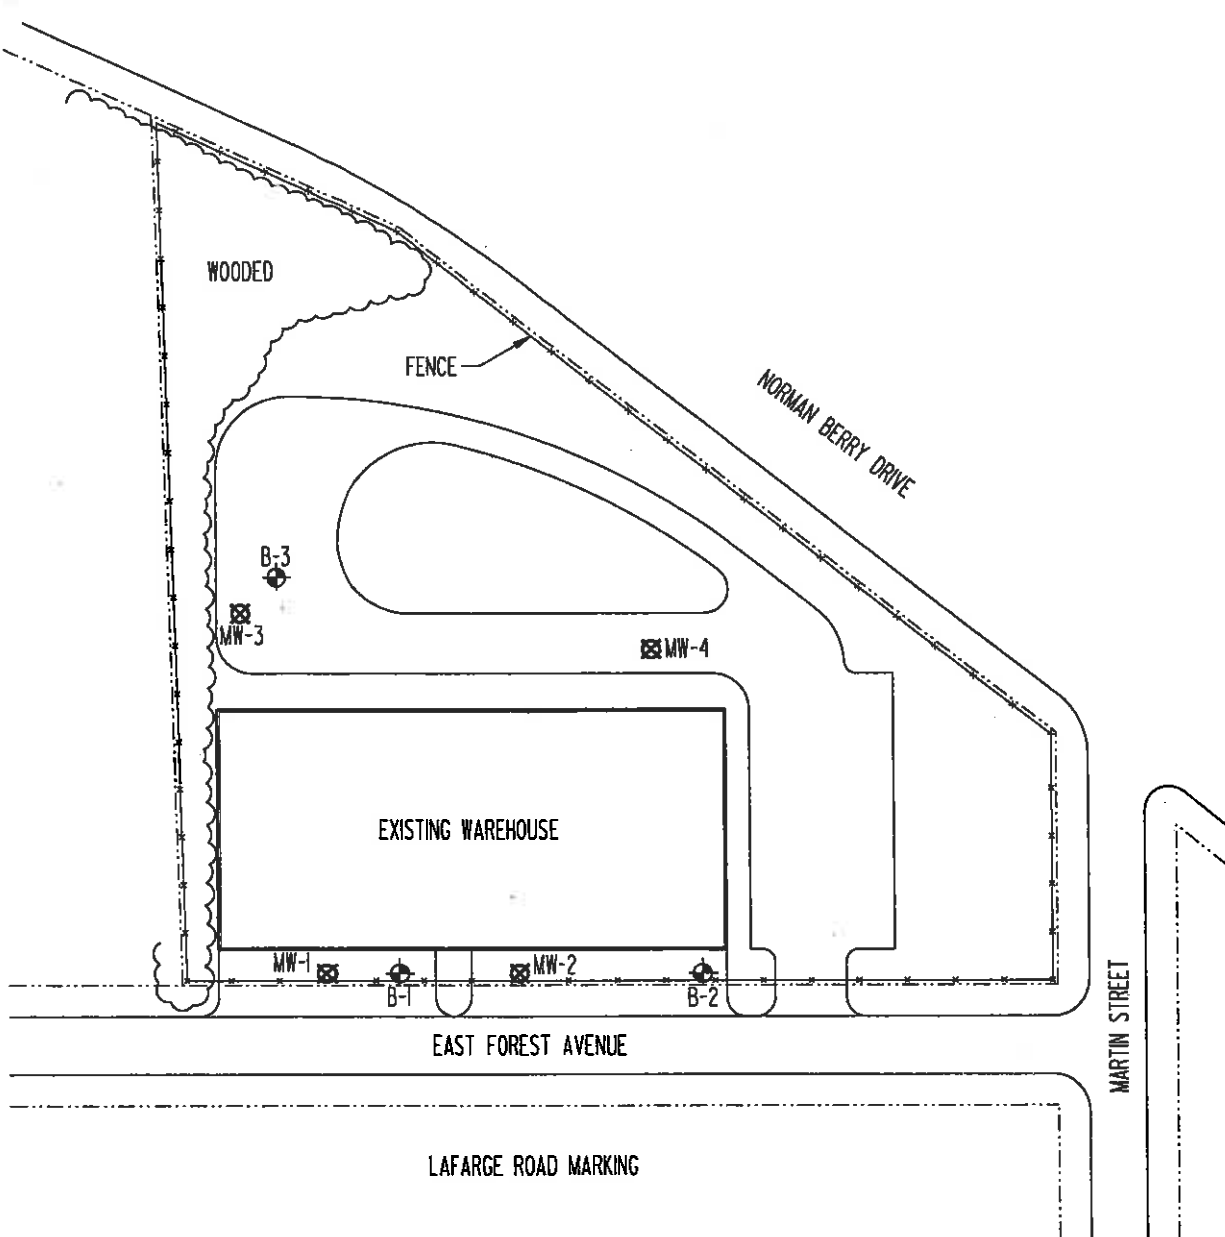 WOODED
FENCE
NORMAN BERRY DRIVE
B-3
MW-3
MW-4
EXISTING WAREHOUSE
MW-1
MW-2
B-1
B-2
EAST FOREST AVENUE
MARTIN STREET
LAFARGE ROAD MARKING